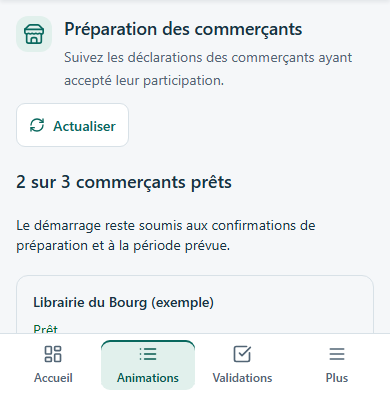 Préparation des commerçants
Suivez les déclarations des commerçants ayant
accepté leur participation.
Actualiser
2 sur 3 commerçants prêts
Le démarrage reste soumis aux confirmations de
préparation et à la période prévue.
Librairie du Bourg (exemple)
Prêt
Accueil
Animations
Validations
Plus